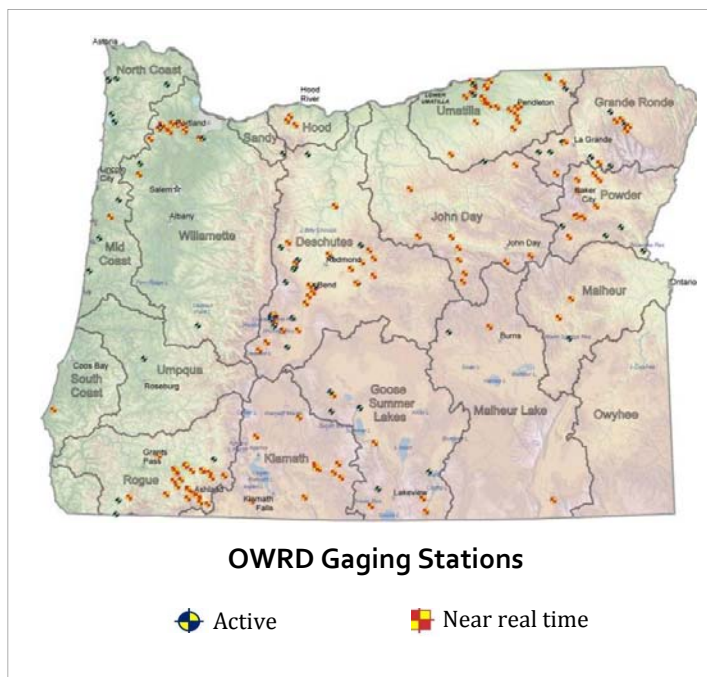 Astoria
North Coast
Hood
River
LOWER
UMATILLA
Umatilla
Pendleton
Grande Ronde
Portland
Sandy
Hood
La Grande
Lincoln
City
Salem
Baker
City
Powder
Albany
Willamette
John Day
Mid
Coast
Deschutes
Redmond
John Day
Bend
Malheur
Ontario
Burns
Coos Bay
South
Coast
Umpqua
Roseburg
Goose
Summer
Lakes
Malheur Lake
Owyhee
Grants
Pass
Rogue
Ashland
Klamath
Klamath
Falls
Lakeview
OWRD Gaging Stations
Active
Near real time